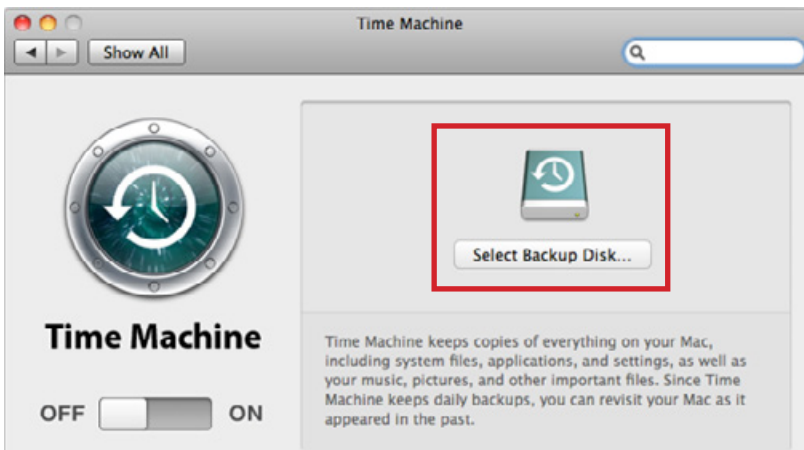 Time Machine
Show All
Select Backup Disk...
Time Machine
Time Machine keeps copies of everything on your Mac,
including system files, applications, and settings, as well as
your music, pictures, and other important files. Since Time
Machine keeps daily backups, you can revisit your Mac as it
appeared in the past.
OFF ON